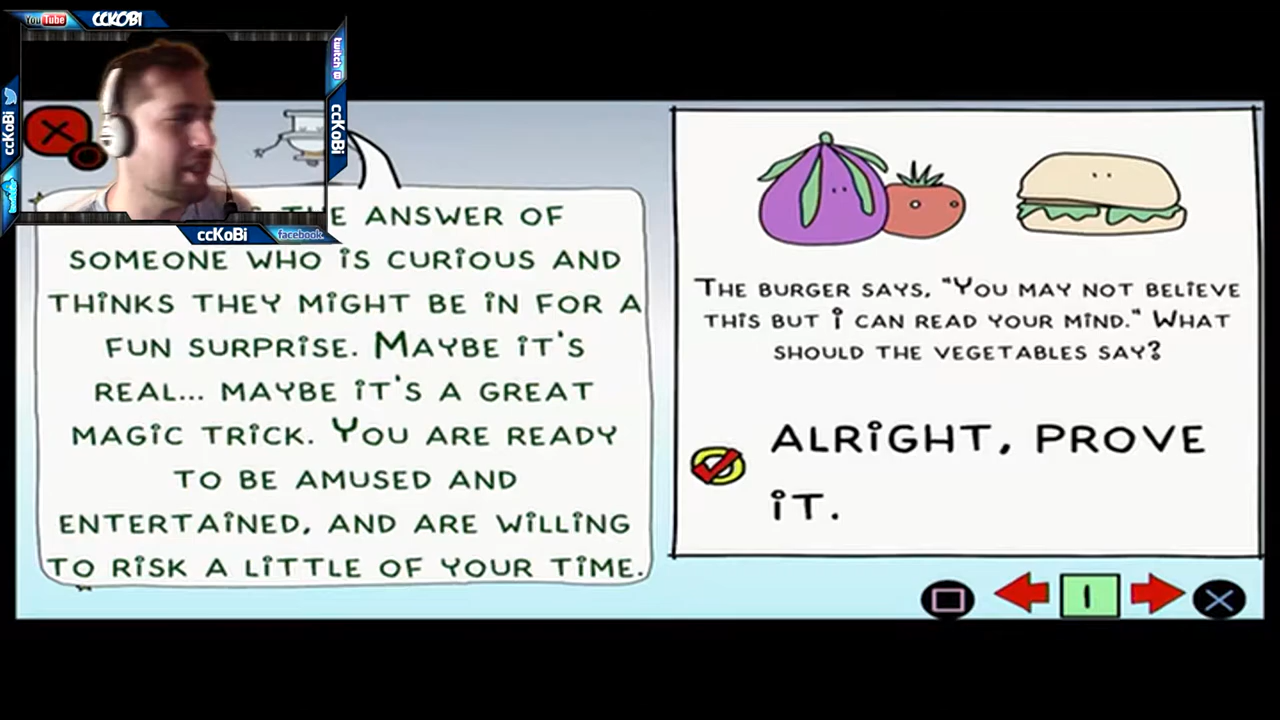 YouTube ccKOBi
twitch
ccKoBi
ccKoBi
ccKoBi facebook
THE ANSWER OF
SOMEONE WHO IS CURIOUS AND
THINKS THEY MIGHT BE IN FOR A
FUN SURPRISE. MAYBE IT'S
REAL... MAYBE IT'S A GREAT
MAGIC TRICK. YOU ARE READY
TO BE AMUSED AND
ENTERTAINED, AND ARE WILLING
TO RISK A LITTLE OF YOUR TIME.
THE BURGER SAYS, "YOU MAY NOT BELIEVE
THIS BUT I CAN READ YOUR MIND." WHAT
SHOULD THE VEGETABLES SAY?
ALRIGHT, PROVE
IT.
1